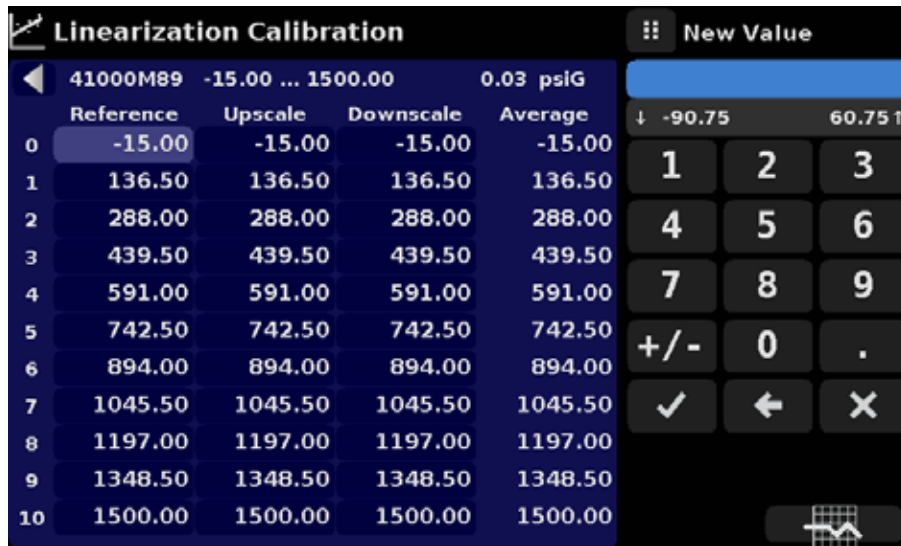 Linearization Calibration
41000M89 -15.00 ... 1500.00 0.03 psiG
Reference Upscale Downscale Average
0 -15.00 -15.00 -15.00 -15.00
1 136.50 136.50 136.50 136.50
2 288.00 288.00 288.00 288.00
3 439.50 439.50 439.50 439.50
4 591.00 591.00 591.00 591.00
5 742.50 742.50 742.50 742.50
6 894.00 894.00 894.00 894.00
7 1045.50 1045.50 1045.50 1045.50
8 1197.00 1197.00 1197.00 1197.00
9 1348.50 1348.50 1348.50 1348.50
10 1500.00 1500.00 1500.00 1500.00
New Value
↓ -90.75 60.75↑
1 2 3
4 5 6
7 8 9
+/- 0 .